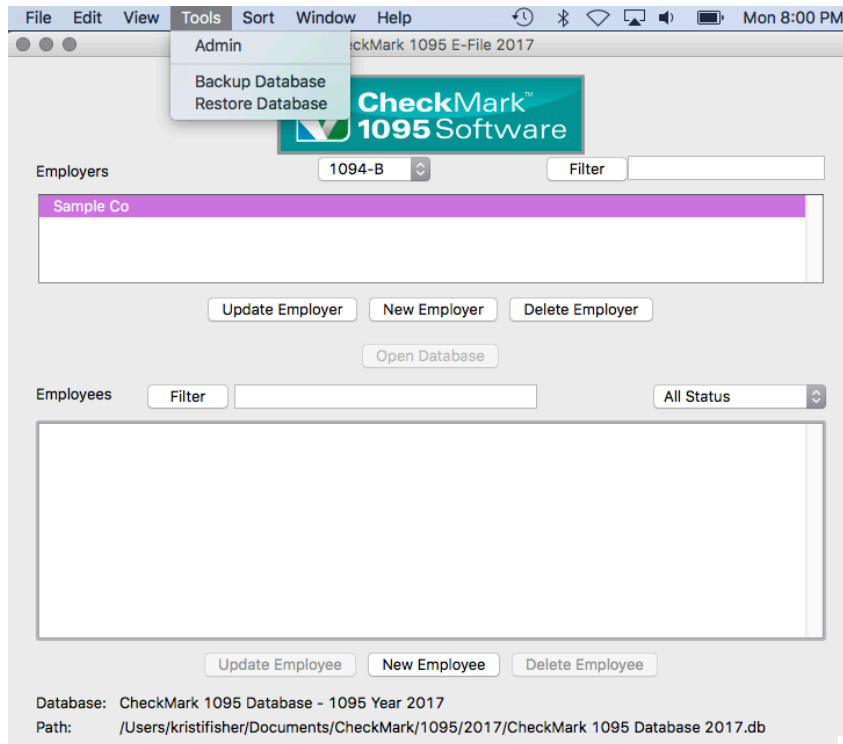 File Edit View Tools Sort Window Help Mon 8:00 PM
Admin
ckMark 1095 E-File 2017
Backup Database
Restore Database
CheckMark™
1095 Software
Employers 1094-B Filter
Sample Co
Update Employer New Employer Delete Employer
Open Database
Employees Filter All Status
Update Employee New Employee Delete Employee
Database: CheckMark 1095 Database - 1095 Year 2017
Path: /Users/kristifisher/Documents/CheckMark/1095/2017/CheckMark 1095 Database 2017.db